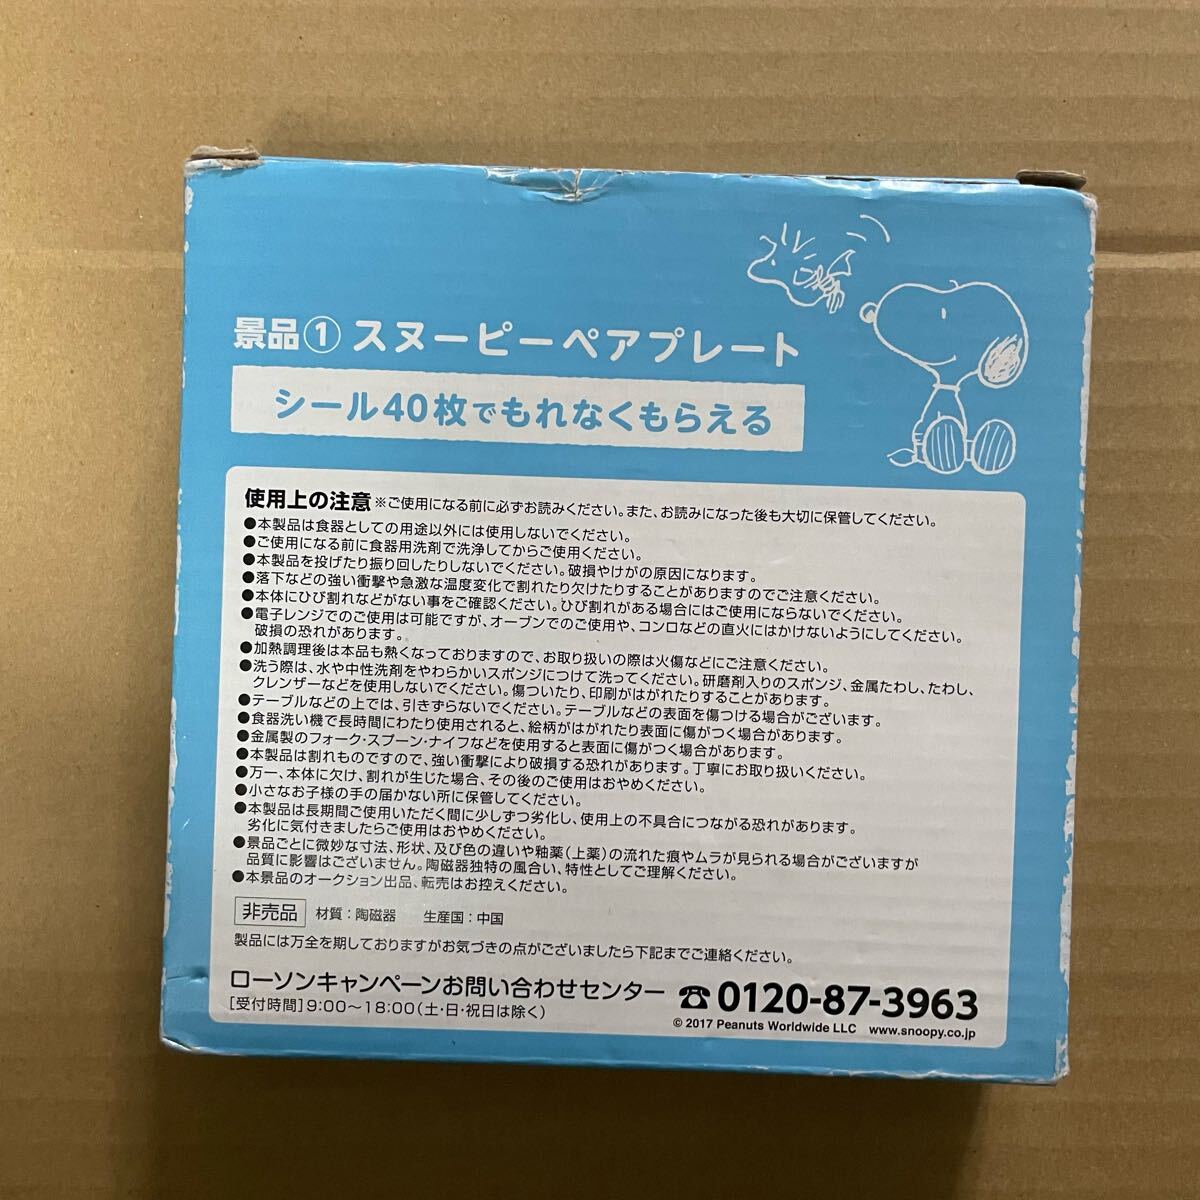 景品① スヌーピーペアプレート
シール40枚でもれなくもらえる
使用上の注意 ※ご使用になる前に必ずお読みください。また、お読みになった後も大切に保管してください。
●本製品は食器としての用途以外には使用しないでください。
●ご使用になる前に食器用洗剤で洗浄してからご使用ください。
●本製品を投げたり振り回したりしないでください。破損やけがの原因になります。
●落下などの強い衝撃や急激な温度変化で割れたり欠けたりすることがありますのでご注意ください。
●本体にひび割れなどがない事をご確認ください。ひび割れがある場合にはご使用にならないでください。
●電子レンジでのご使用は可能ですが、オーブンでのご使用や、コンロなどの直火にはかけないようにしてください。
破損の恐れがあります。
●加熱調理後は本品も熱くなっておりますので、お取り扱いの際は火傷などにご注意ください。
●洗う際は、水や中性洗剤をやわらかいスポンジにつけて洗ってください。研磨剤入りのスポンジ、金属たわし、たわし、
クレンザーなどを使用しないでください。傷ついたり、印刷がはがれたりすることがあります。
●テーブルなどの上では、引きずらないでください。テーブルなどの表面を傷つける場合がございます。
●食器洗い機で長時間にわたり使用されると、絵柄がはがれたり表面に傷がつく場合があります。
●金属製のフォーク・スプーン・ナイフなどを使用すると表面に傷がつく場合があります。
●本製品は割れものですので、強い衝撃により破損する恐れがあります。丁寧にお取り扱いください。
●万一、本体に欠け、割れが生じた場合、その後のご使用はおやめください。
●小さなお子様の手の届かない所に保管してください。
●本製品は長期間ご使用いただく間に少しずつ劣化し、使用上の不具合につながる恐れがあります。
劣化に気付きましたらご使用はおやめください。
●景品ごとに微妙な寸法、形状、及び色の違いや釉薬(上薬)の流れた痕やムラが見られる場合がございますが
品質に影響はございません。陶磁器独特の風合い、特性としてご理解ください。
●本景品のオークション出品、転売はお控えください。
非売品 材質:陶磁器 生産国:中国
製品には万全を期しておりますがお気づきの点がございましたら下記までご連絡ください。
ローソンキャンペーンお問い合わせセンター ☎0120-87-3963
[受付時間]9:00〜18:00(土・日・祝日は除く)
© 2017 Peanuts Worldwide LLC www.snoopy.co.jp